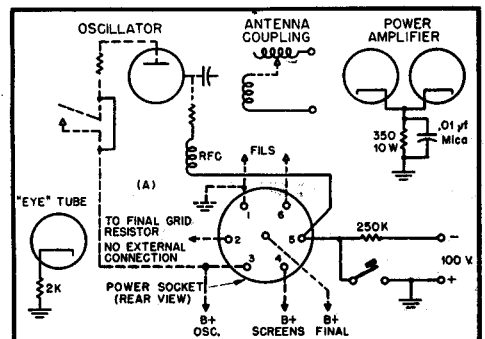 OSCILLATOR
ANTENNA
COUPLING
POWER
AMPLIFIER
.01 µf
Mica
350
10W
RFC
FILS
(A)
"EYE" TUBE
2K
1
6
TO FINAL GRID
RESISTOR
NO EXTERNAL
CONNECTION
2
5
3
4
250K
–
100 V.
+
POWER SOCKET
(REAR VIEW)
B+
OSC.
B+
SCREENS
B+
FINAL